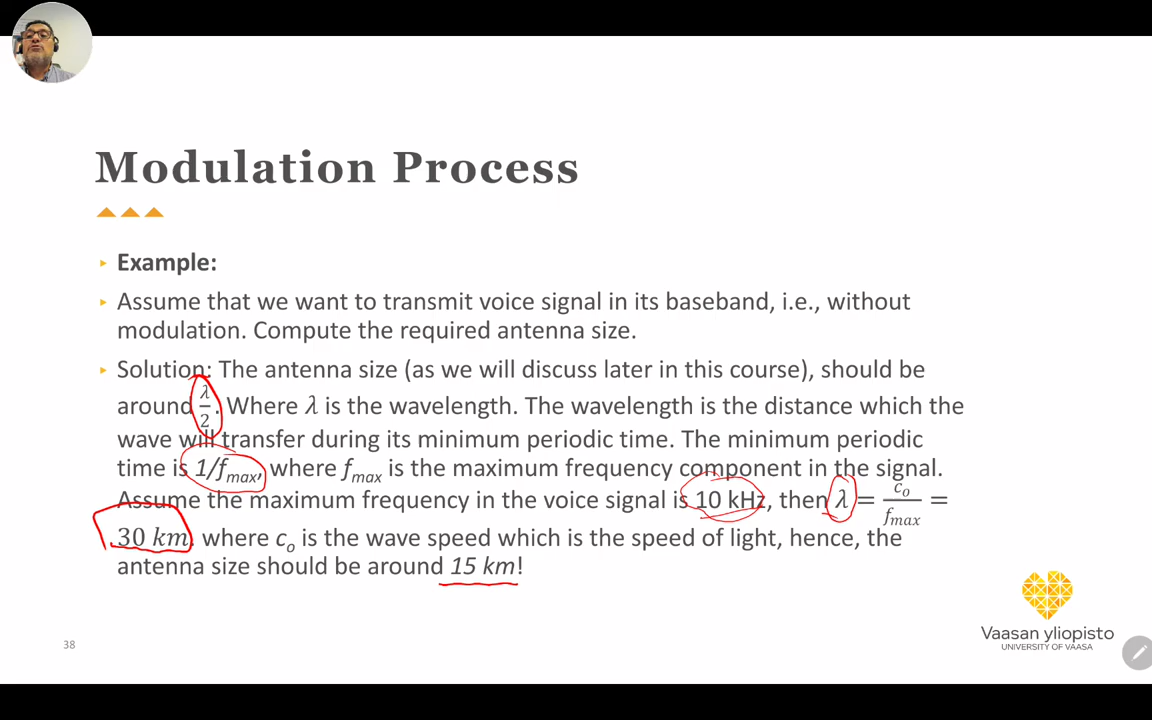 Modulation Process
Example:
Assume that we want to transmit voice signal in its baseband, i.e., without
modulation. Compute the required antenna size.
Solution: The antenna size (as we will discuss later in this course), should be
around λ/2. Where λ is the wavelength. The wavelength is the distance which the
wave will transfer during its minimum periodic time. The minimum periodic
time is 1/fmax, where fmax is the maximum frequency component in the signal.
Assume the maximum frequency in the voice signal is 10 kHz, then λ = co/fmax =
30 km. where co is the wave speed which is the speed of light, hence, the
antenna size should be around 15 km!
Vaasan yliopisto
UNIVERSITY OF VAASA
38